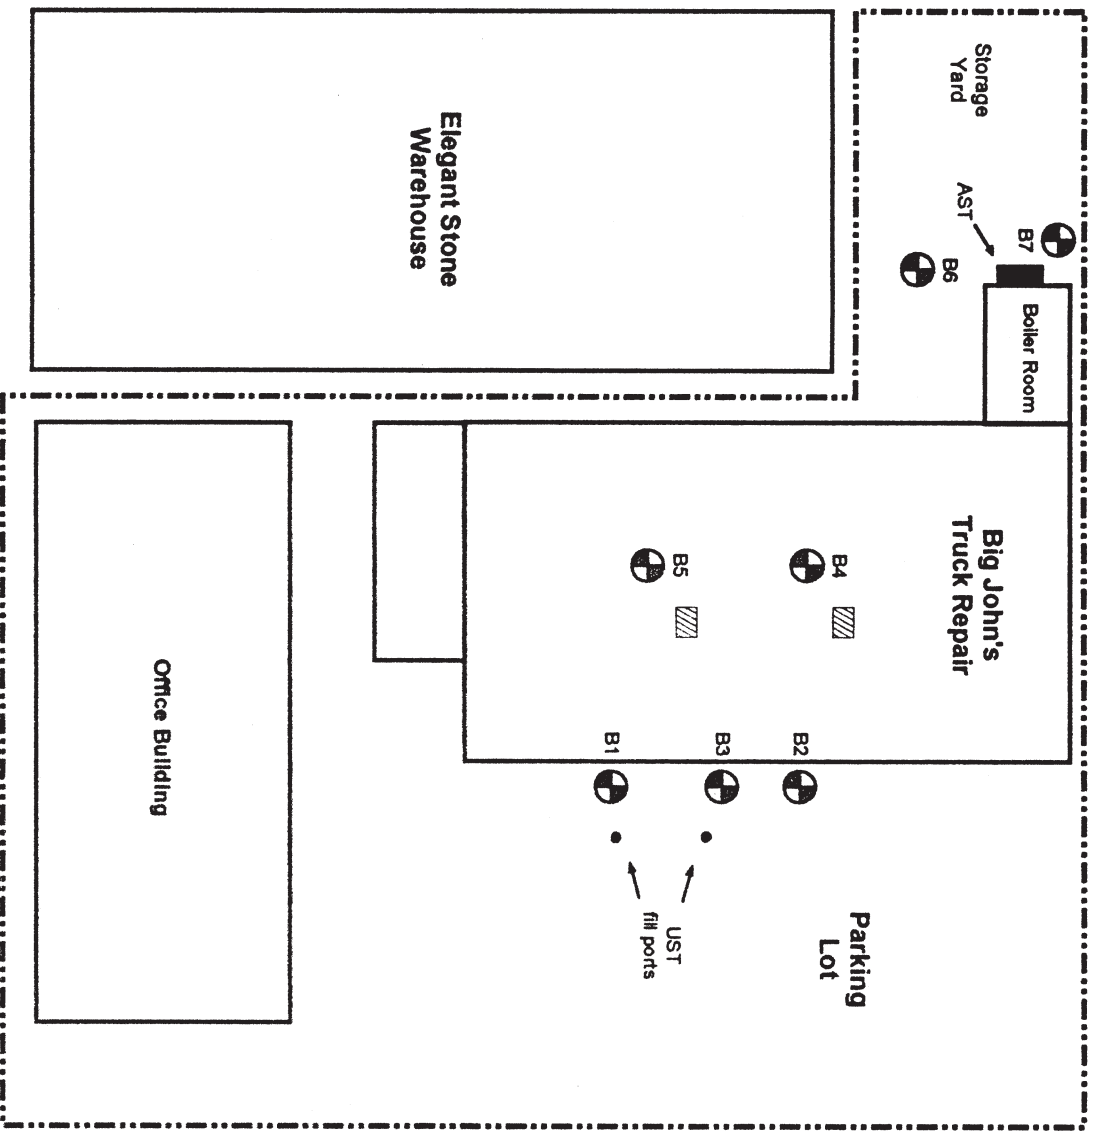 Storage
Yard
AST
B7
B6
Boiler Room
Elegant Stone
Warehouse
Big John's
Truck Repair
B4
B5
B2
B3
B1
UST
fill ports
Parking
Lot
Office Building